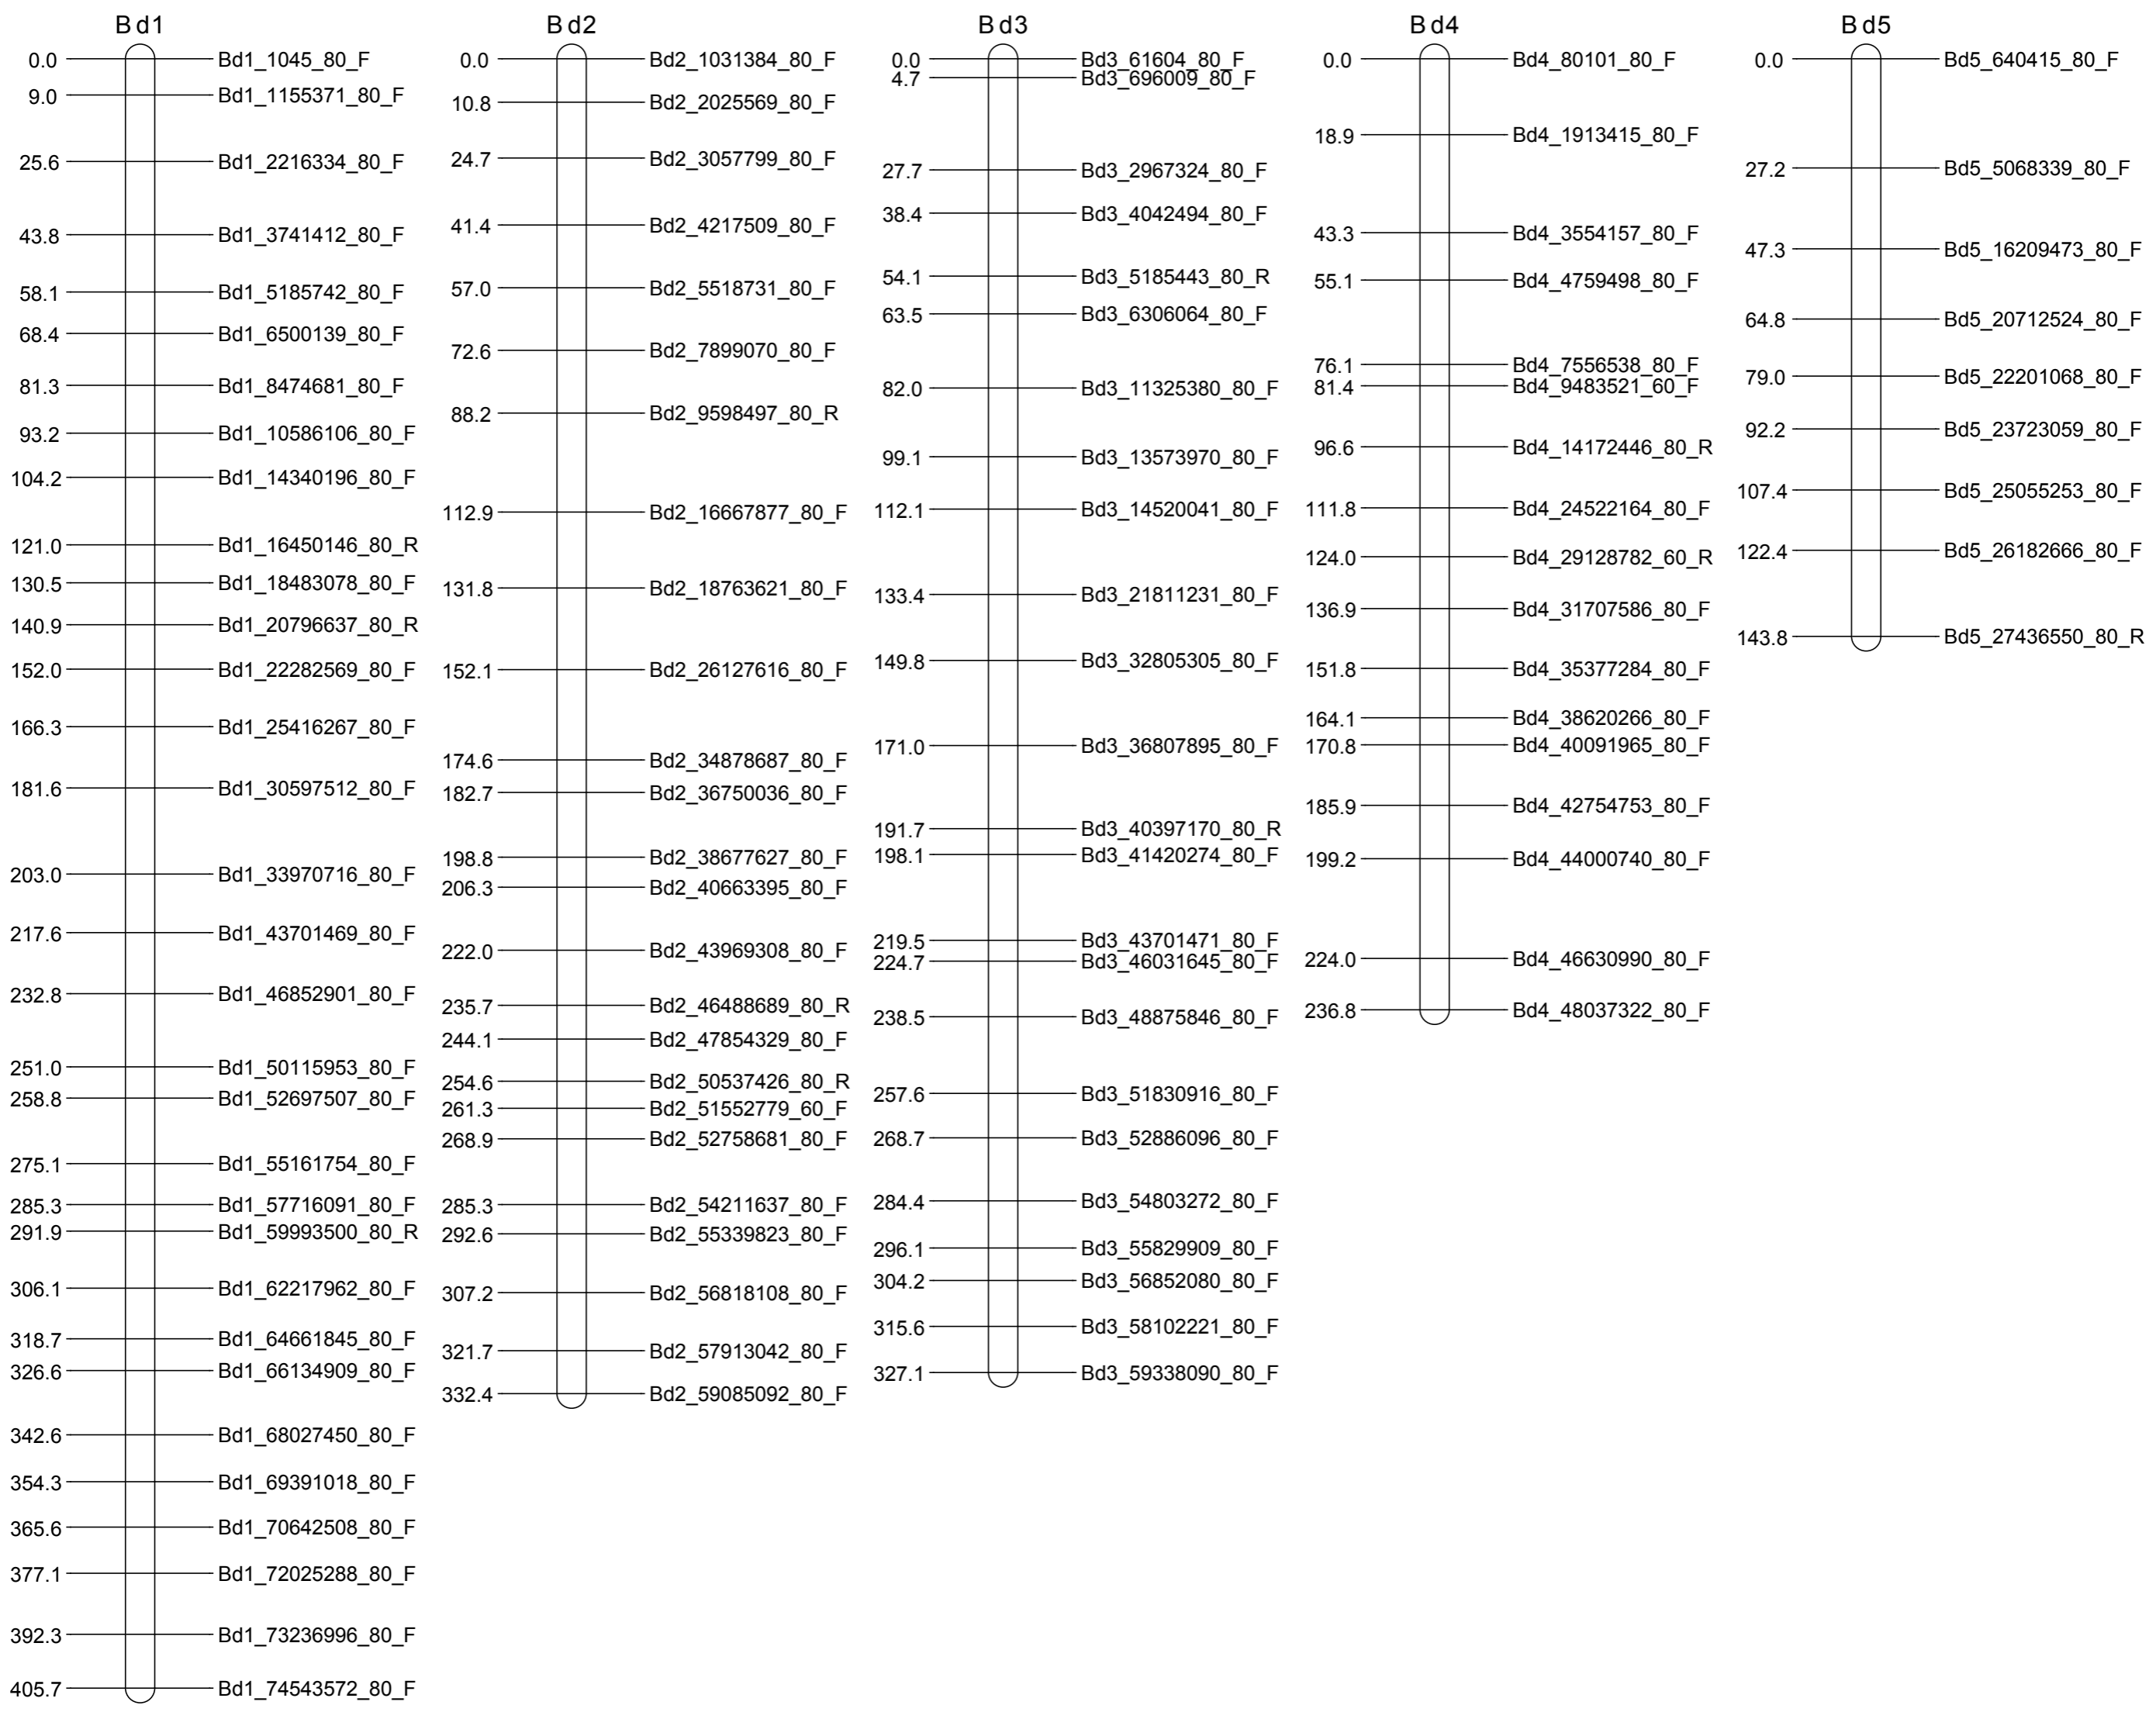 Bd1
0.0 Bd1_1045_80_F
9.0 Bd1_1155371_80_F
25.6 Bd1_2216334_80_F
43.8 Bd1_3741412_80_F
58.1 Bd1_5185742_80_F
68.4 Bd1_6500139_80_F
81.3 Bd1_8474681_80_F
93.2 Bd1_10586106_80_F
104.2 Bd1_14340196_80_F
121.0 Bd1_16450146_80_R
130.5 Bd1_18483078_80_F
140.9 Bd1_20796637_80_R
152.0 Bd1_22282569_80_F
166.3 Bd1_25416267_80_F
181.6 Bd1_30597512_80_F
203.0 Bd1_33970716_80_F
217.6 Bd1_43701469_80_F
232.8 Bd1_46852901_80_F
251.0 Bd1_50115953_80_F
258.8 Bd1_52697507_80_F
275.1 Bd1_55161754_80_F
285.3 Bd1_57716091_80_F
291.9 Bd1_59993500_80_R
306.1 Bd1_62217962_80_F
318.7 Bd1_64661845_80_F
326.6 Bd1_66134909_80_F
342.6 Bd1_68027450_80_F
354.3 Bd1_69391018_80_F
365.6 Bd1_70642508_80_F
377.1 Bd1_72025288_80_F
392.3 Bd1_73236996_80_F
405.7 Bd1_74543572_80_F
Bd2
0.0 Bd2_1031384_80_F
10.8 Bd2_2025569_80_F
24.7 Bd2_3057799_80_F
41.4 Bd2_4217509_80_F
57.0 Bd2_5518731_80_F
72.6 Bd2_7899070_80_F
88.2 Bd2_9598497_80_R
112.9 Bd2_16667877_80_F
131.8 Bd2_18763621_80_F
152.1 Bd2_26127616_80_F
174.6 Bd2_34878687_80_F
182.7 Bd2_36750036_80_F
198.8 Bd2_38677627_80_F
206.3 Bd2_40663395_80_F
222.0 Bd2_43969308_80_F
235.7 Bd2_46488689_80_R
244.1 Bd2_47854329_80_F
254.6 Bd2_50537426_80_R
261.3 Bd2_51552779_60_F
268.9 Bd2_52758681_80_F
285.3 Bd2_54211637_80_F
292.6 Bd2_55339823_80_F
307.2 Bd2_56818108_80_F
321.7 Bd2_57913042_80_F
332.4 Bd2_59085092_80_F
Bd3
0.0 Bd3_61604_80_F
4.7 Bd3_696009_80_F
27.7 Bd3_2967324_80_F
38.4 Bd3_4042494_80_F
54.1 Bd3_5185443_80_R
63.5 Bd3_6306064_80_F
82.0 Bd3_11325380_80_F
99.1 Bd3_13573970_80_F
112.1 Bd3_14520041_80_F
133.4 Bd3_21811231_80_F
149.8 Bd3_32805305_80_F
171.0 Bd3_36807895_80_F
191.7 Bd3_40397170_80_R
198.1 Bd3_41420274_80_F
219.5 Bd3_43701471_80_F
224.7 Bd3_46031645_80_F
238.5 Bd3_48875846_80_F
257.6 Bd3_51830916_80_F
268.7 Bd3_52886096_80_F
284.4 Bd3_54803272_80_F
296.1 Bd3_55829909_80_F
304.2 Bd3_56852080_80_F
315.6 Bd3_58102221_80_F
327.1 Bd3_59338090_80_F
Bd4
0.0 Bd4_80101_80_F
18.9 Bd4_1913415_80_F
43.3 Bd4_3554157_80_F
55.1 Bd4_4759498_80_F
76.1 Bd4_7556538_80_F
81.4 Bd4_9483521_60_F
96.6 Bd4_14172446_80_R
111.8 Bd4_24522164_80_F
124.0 Bd4_29128782_60_R
136.9 Bd4_31707586_80_F
151.8 Bd4_35377284_80_F
164.1 Bd4_38620266_80_F
170.8 Bd4_40091965_80_F
185.9 Bd4_42754753_80_F
199.2 Bd4_44000740_80_F
224.0 Bd4_46630990_80_F
236.8 Bd4_48037322_80_F
Bd5
0.0 Bd5_640415_80_F
27.2 Bd5_5068339_80_F
47.3 Bd5_16209473_80_F
64.8 Bd5_20712524_80_F
79.0 Bd5_22201068_80_F
92.2 Bd5_23723059_80_F
107.4 Bd5_25055253_80_F
122.4 Bd5_26182666_80_F
143.8 Bd5_27436550_80_R